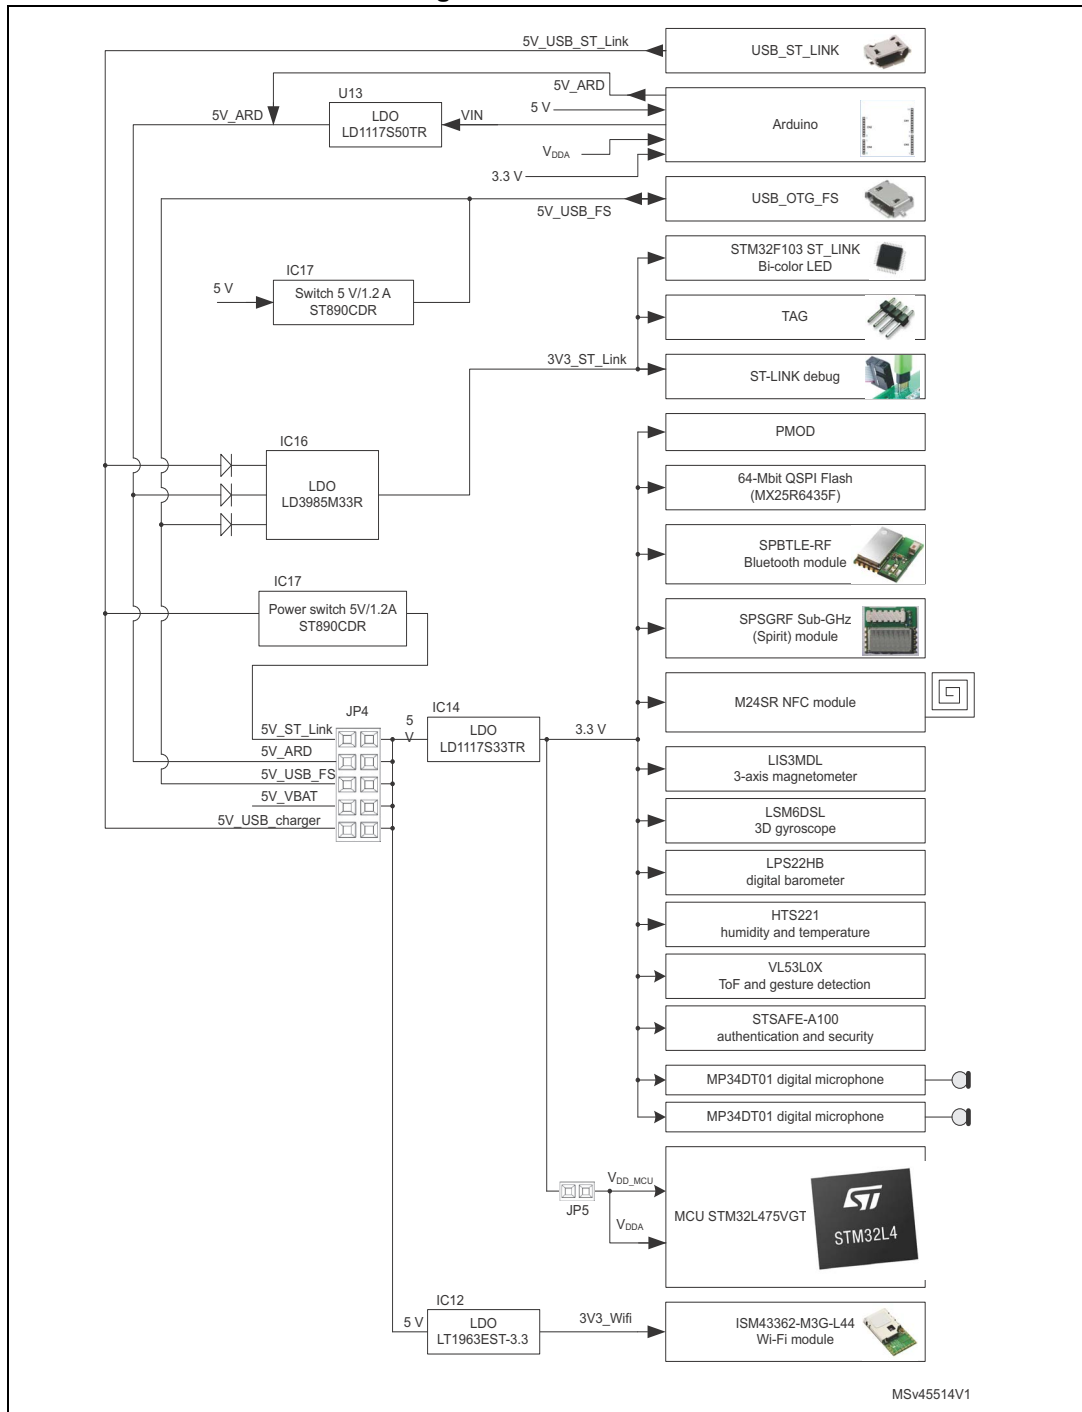 5V_USB_ST_Link
USB_ST_LINK
5V_ARD
U13
5 V
5V_ARD
LDO
LD1117S50TR
VIN
Arduino
VDDA
3.3 V
USB_OTG_FS
5V_USB_FS
STM32F103 ST_LINK
Bi-color LED
IC17
5 V
Switch 5 V/1.2 A
ST890CDR
TAG
3V3_ST_Link
ST-LINK debug
PMOD
IC16
LDO
LD3985M33R
64-Mbit QSPI Flash
(MX25R6435F)
SPBTLE-RF
Bluetooth module
IC17
Power switch 5V/1.2A
ST890CDR
SPSGRF Sub-GHz
(Spirit) module
M24SR NFC module
JP4
5
V
IC14
LDO
LD1117S33TR
3.3 V
5V_ST_Link
5V_ARD
5V_USB_FS
5V_VBAT
5V_USB_charger
LIS3MDL
3-axis magnetometer
LSM6DSL
3D gyroscope
LPS22HB
digital barometer
HTS221
humidity and temperature
VL53L0X
ToF and gesture detection
STSAFE-A100
authentication and security
MP34DT01 digital microphone
MP34DT01 digital microphone
VDD_MCU
JP5
VDDA
MCU STM32L475VGT
ST
STM32L4
IC12
5 V
LDO
LT1963EST-3.3
3V3_Wifi
ISM43362-M3G-L44
Wi-Fi module
MSv45514V1